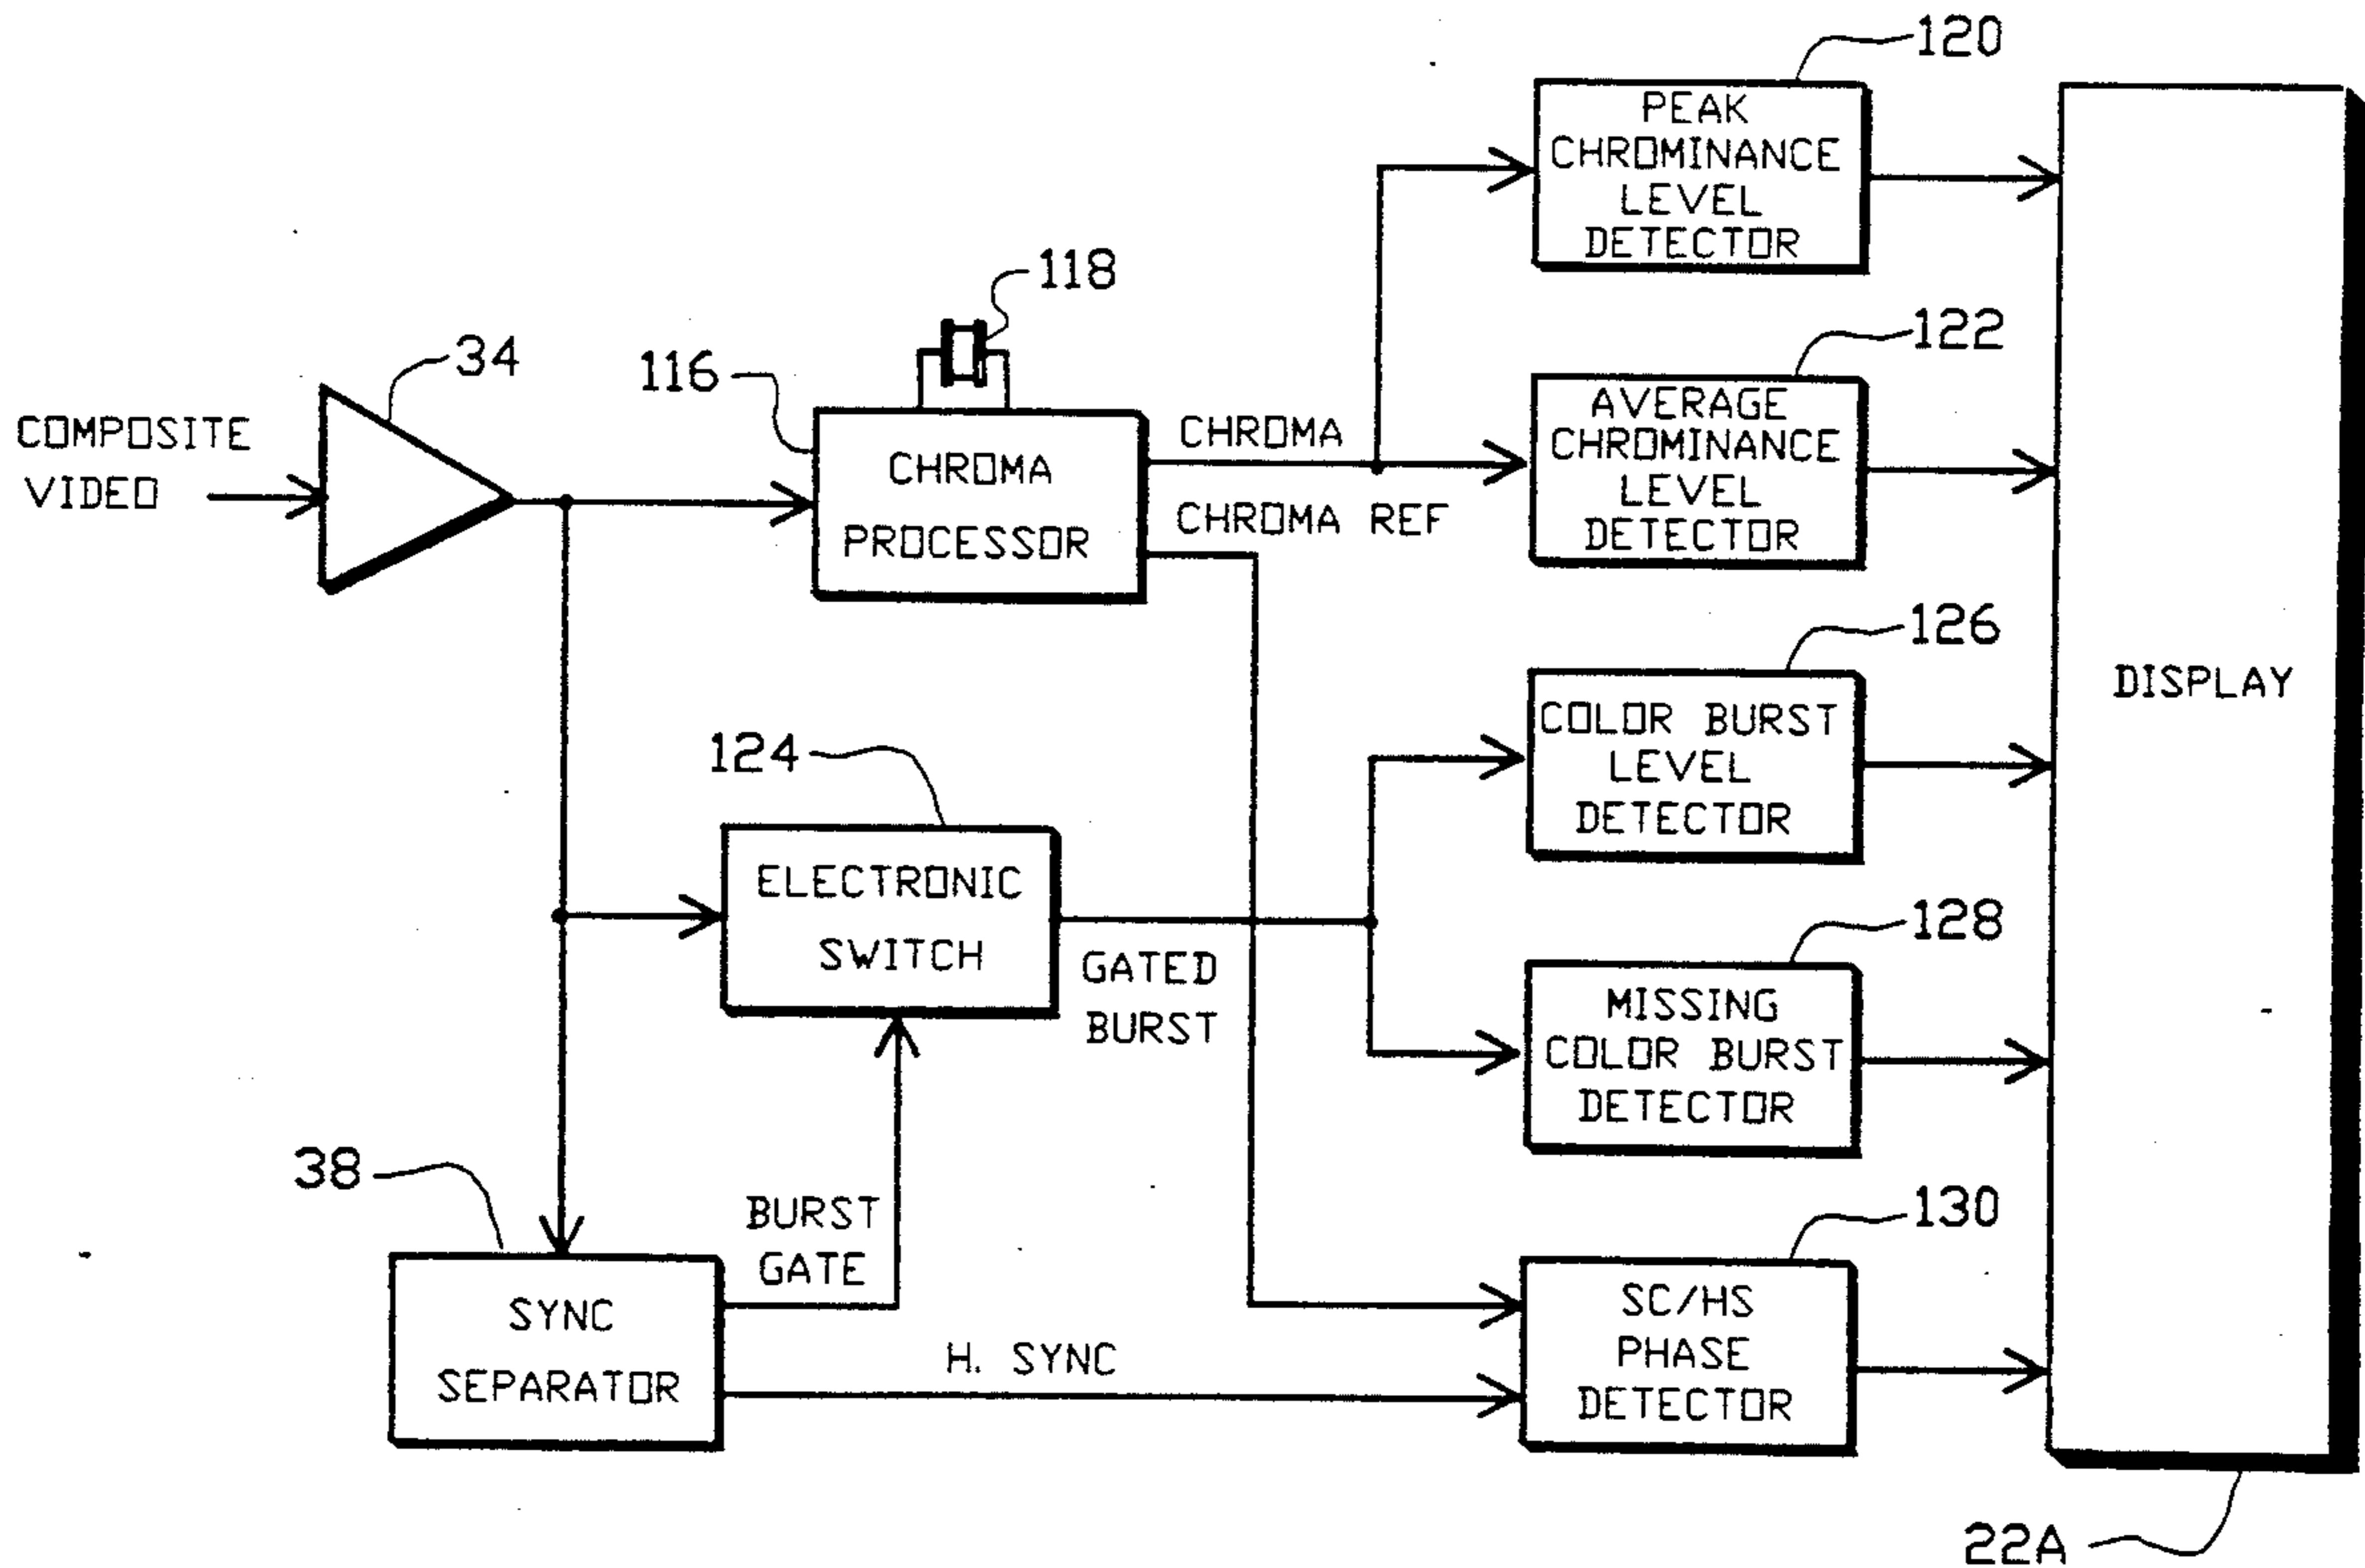 120
PEAK
CHROMINANCE
LEVEL
DETECTOR
118
122
34
116
AVERAGE
CHROMINANCE
LEVEL
DETECTOR
COMPOSITE
VIDEO
CHROMA
PROCESSOR
CHROMA
CHROMA REF
126
COLOR BURST
LEVEL
DETECTOR
DISPLAY
124
ELECTRONIC
SWITCH
GATED
BURST
128
MISSING
COLOR BURST
DETECTOR
38
BURST
GATE
130
SYNC
SEPARATOR
H. SYNC
SC/HS
PHASE
DETECTOR
22A